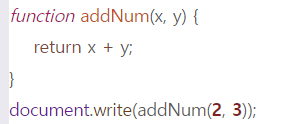 function addNum(x, y) {
return x + y;
}
document.write(addNum(2, 3));